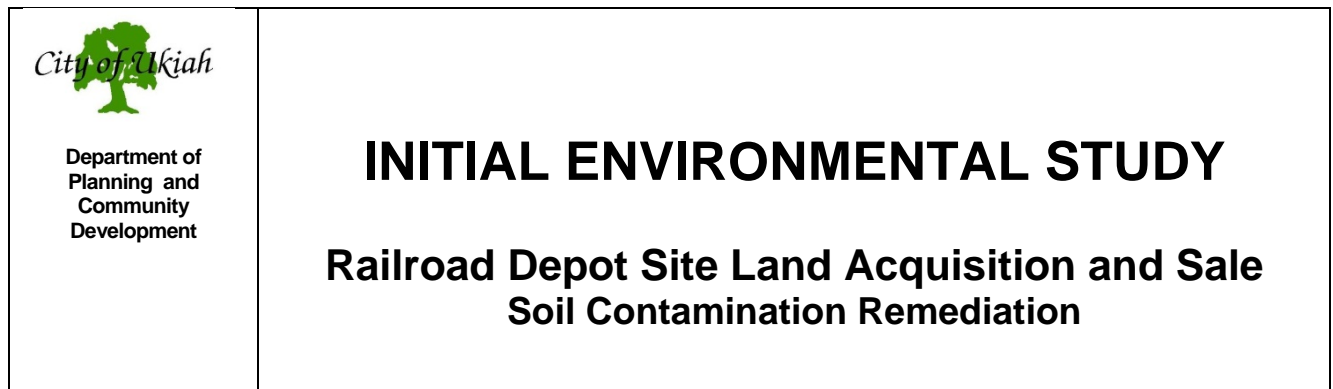 City of Ukiah
Department of
Planning and
Community
Development
INITIAL ENVIRONMENTAL STUDY
Railroad Depot Site Land Acquisition and Sale
Soil Contamination Remediation